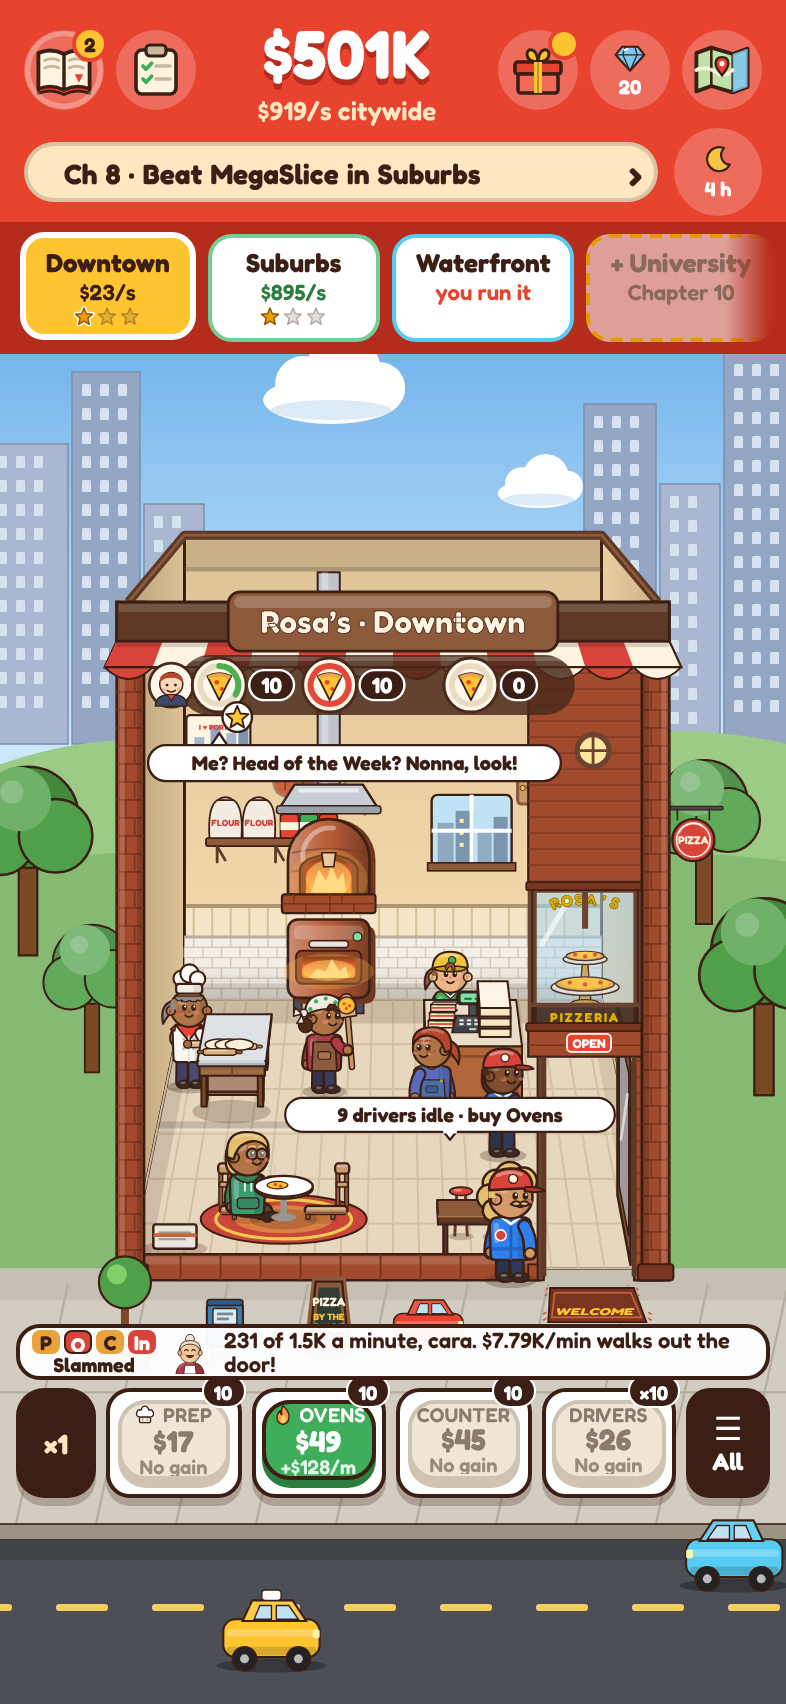 2
$501K
$919/s citywide
20
Ch 8 · Beat MegaSlice in Suburbs
4 h
Downtown
$23/s
Suburbs
$895/s
Waterfront
you run it
+ University
Chapter 10
Rosa's · Downtown
10
10
0
Me? Head of the Week? Nonna, look!
FLOUR FLOUR
PIZZA
ROSA'S
PIZZERIA
OPEN
9 drivers idle · buy Ovens
PIZZA
BY THE
WELCOME
P O C In
Slammed
231 of 1.5K a minute, cara. $7.79K/min walks out the
door!
x1
10
PREP
$17
No gain
10
OVENS
$49
+$128/m
10
COUNTER
$45
No gain
x10
DRIVERS
$26
No gain
All